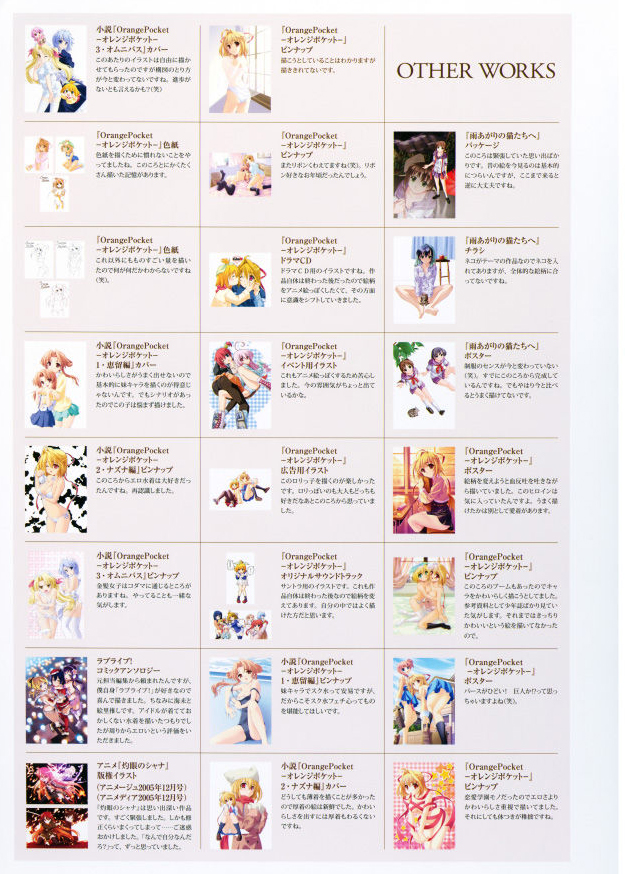 OTHER WORKS
『雨あがりの猫たちへ』
パッケージ
このころは緊張していた思い出ばか
りです。昔の絵を今見るのは基本的
につらいんですが、ここまで来ると
逆に大丈夫ですね。
『雨あがりの猫たちへ』
チラシ
ネコがテーマの作品なのでネコを入
れてありますが、全体的な絵柄に合
ってないですね。
『雨あがりの猫たちへ』
ポスター
制服のセンスが今と変わっていない
(笑)。すでにこのころから完成して
いるんですね。でもやはり今と比べ
るとうまく描けてないです。
『OrangePocket
−オレンジポケット−』
ポスター
絵柄を変えようと血反吐を吐きなが
ら描いていました。このヒロインは
気に入っていたんですよ。うまく描
けたかは別として愛着があります。
『OrangePocket
−オレンジポケット−』
ピンナップ
このころのブームもあったのでキャ
ラをかわいらしく描こうとしました。
参考資料として少年誌ばかり見てい
た気がします。それまではきっちり
かわいいという絵を描いてなかった
ので。
『OrangePocket
−オレンジポケット−』
ポスター
パースがひどい! 巨人か!?って思っ
ちゃいますよね(笑)。
『OrangePocket
−オレンジポケット−』
ピンナップ
恋愛学園モノだったのでエロさより
かわいらしさ重視で描いてました。
それにしても体つきが稚拙ですね。
『OrangePocket
−オレンジポケット−』
ピンナップ
描こうとしていることはわかりますが
描ききれてないです。
『OrangePocket
−オレンジポケット−』
ピンナップ
またリボンくわえてますね(笑)。リボ
ン好きなお年頃だったんでしょう。
『OrangePocket
−オレンジポケット−』
ドラマCD
ドラマCD用のイラストですね。作
品自体は終わった後だったので絵柄
をアニメ絵っぽくしたくて、その方面
に意識をシフトしていきました。
『OrangePocket
−オレンジポケット−』
イベント用イラスト
これもアニメ絵っぽくするため苦心し
ました。今の雰囲気がちょっと出て
いるかな。
『OrangePocket
−オレンジポケット−』
広告用イラスト
このロリっ子を描くのが楽しかった
です。ロリっぽいのも大人もどっちも
好きだなあとこのころから思っていま
した。
『OrangePocket
−オレンジポケット−』
オリジナルサウンドトラック
サントラ用のイラストです。これも作
品自体は終わった後なので絵柄を変
えてあります。自分の中ではよく描
けた方だと思います。
小説『OrangePocket
−オレンジポケット−
1・恵留編』ピンナップ
妹キャラでスク水って安易ですが、
だからこそスク水フェチ心ってもの
を堪能してほしいです。
小説『OrangePocket
−オレンジポケット−
2・ナズナ編』カバー
どうしても薄着を描くことが多かった
ので厚着の絵は新鮮でした。かわい
らしさを出すには厚着もわるくない
ですね。
小説『OrangePocket
−オレンジポケット−
3・オムニバス』カバー
このあたりのイラストは自由に描か
せてもらったのですが構図のとり方
が今と変わってないですね。進歩が
ないとも言えるかも?(笑)
『OrangePocket
−オレンジポケット−』色紙
色紙を描くために慣れないことをや
ってましたね。このころとにかくたく
さん描いた記憶があります。
『OrangePocket
−オレンジポケット−』色紙
これ以外にもものすごい量を描い
たので何が何だかわからないですね
(笑)。
小説『OrangePocket
−オレンジポケット−
1・恵留編』カバー
かわいらしさがうまく出せないので
基本的に妹キャラを描くのが得意じ
ゃないんです。でもシナリオがあっ
たのでこの子は悩まず描けました。
小説『OrangePocket
−オレンジポケット−
2・ナズナ編』ピンナップ
このころからエロ水着は大好きだっ
たんですね。再認識しました。
小説『OrangePocket
−オレンジポケット−
3・オムニバス』ピンナップ
金髪女子はコダマに通じるところが
ありますね。やってることも一緒な
気がします。
ラブライブ!
コミックアンソロジー
元担当編集から頼まれたんですが、
僕自身「ラブライブ!」が好きなので
喜んで描きました。ちなみに海未と
絵里推しです。アイドルが着ててお
かしくない水着を描いたつもりでし
たが周りからエロいという評価をい
ただきました。
アニメ『灼眼のシャナ』
版権イラスト
(アニメージュ2005年12月号)
(アニメディア2005年12月号)
『灼眼のシャナ』は思い出深い作品
です。すごく緊張しました。しかも修
正くらいまくってしまって……ご迷惑
おかけしました。「なんで自分なんだ
ろ?」って、ずっと思っていました。